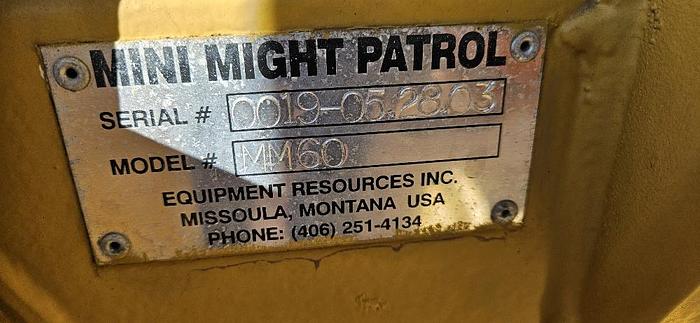 MINI MIGHT PATROL
SERIAL # 0019-05.28.03
MODEL # MM60
EQUIPMENT RESOURCES INC.
MISSOULA, MONTANA USA
PHONE: (406) 251-4134